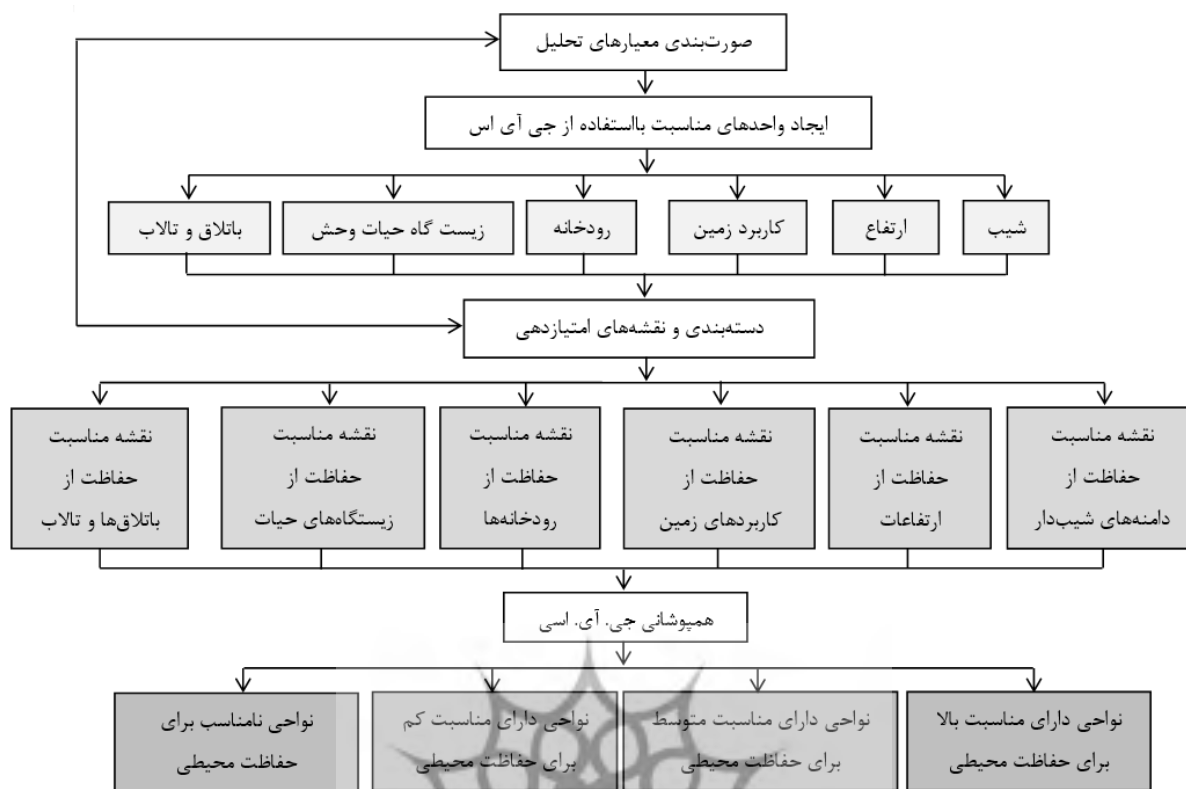 صورت‌بندی معیارهای تحلیل
ایجاد واحدهای مناسبت بااستفاده از جی آی اس
شیب
ارتفاع
کاربرد زمین
رودخانه
زیست گاه حیات وحش
باتلاق و تالاب
دسته‌بندی و نقشه‌های امتیازدهی
نقشه مناسبت
حفاظت از
دامنه‌های شیب‌دار
نقشه مناسبت
حفاظت از
ارتفاعات
نقشه مناسبت
حفاظت از
کاربردهای زمین
نقشه مناسبت
حفاظت از
رودخانه‌ها
نقشه مناسبت
حفاظت از
زیستگاه‌های حیات
نقشه مناسبت
حفاظت از
باتلاق‌ها و تالاب
همپوشانی جی. آی. اسی
نواحی دارای مناسبت بالا
برای حفاظت محیطی
نواحی دارای مناسبت متوسط
برای حفاظت محیطی
نواحی دارای مناسبت کم
برای حفاظت محیطی
نواحی نامناسب برای
حفاظت محیطی